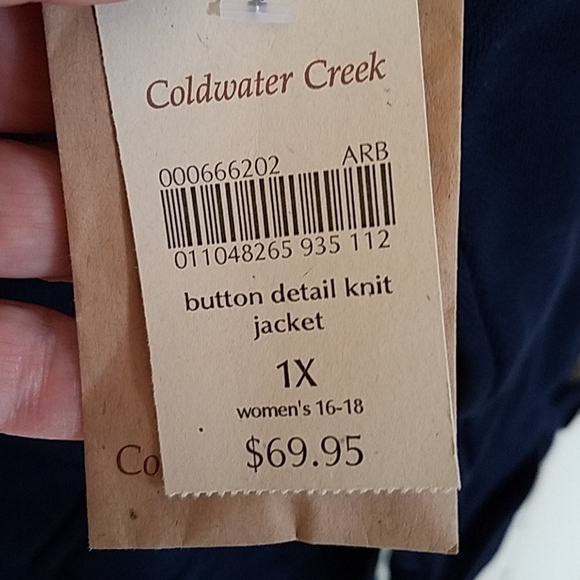 Coldwater Creek
000666202 ARB
011048265 935 112
button detail knit
jacket
1X
women's 16-18
$69.95
Co